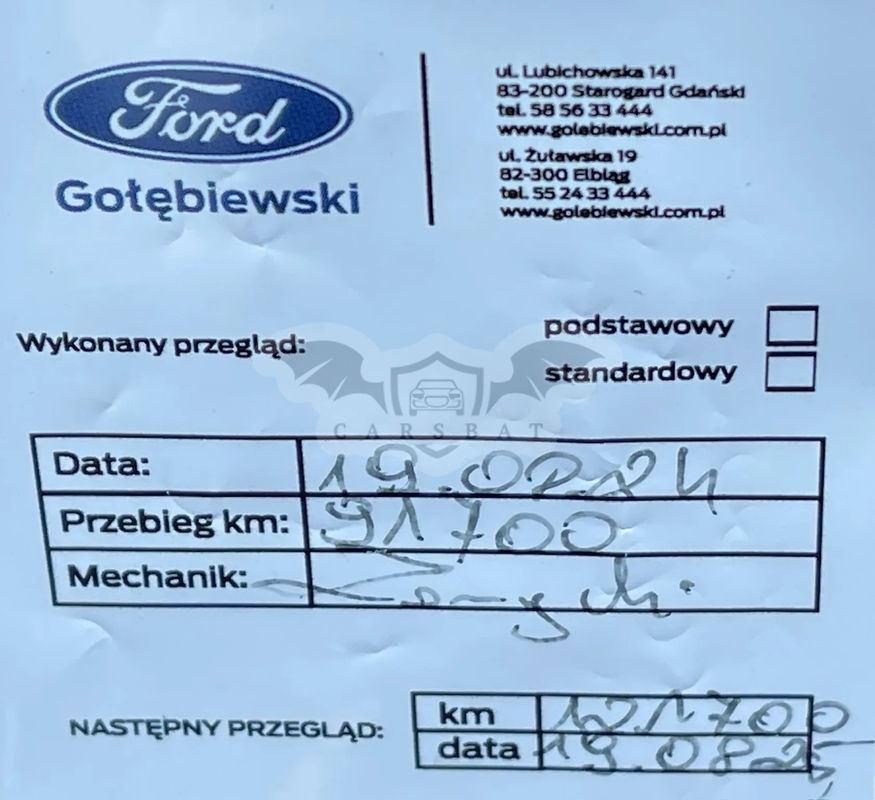 Ford
Gołębiewski
ul. Lubichowska 141
83-200 Starogard Gdański
tel. 58 56 33 444
www.golebiewski.com.pl
ul. Żuławska 19
82-300 Elbląg
tel. 55 24 33 444
www.golebiewski.com.pl
Wykonany przegląd:
podstawowy
standardowy
CARSBAT
Data: 19.08.24
Przebieg km: 91700
Mechanik:
NASTĘPNY PRZEGLĄD:
km 121700
data 19.08.25